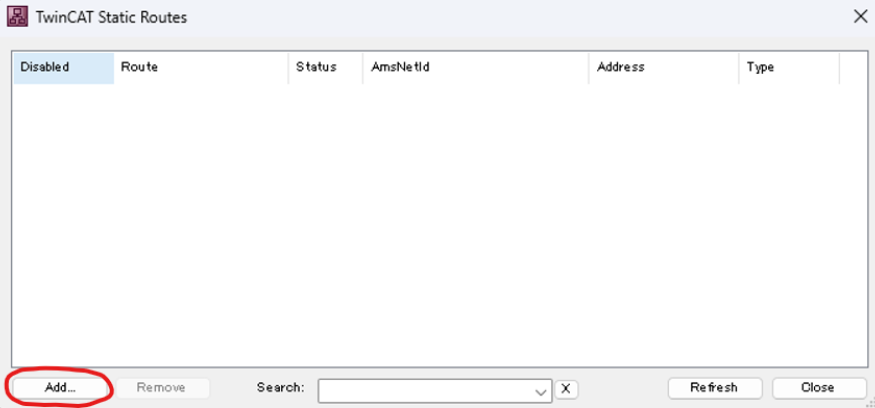 TwinCAT Static Routes
Disabled Route Status AmsNetId Address Type
Add... Remove Search: X Refresh Close